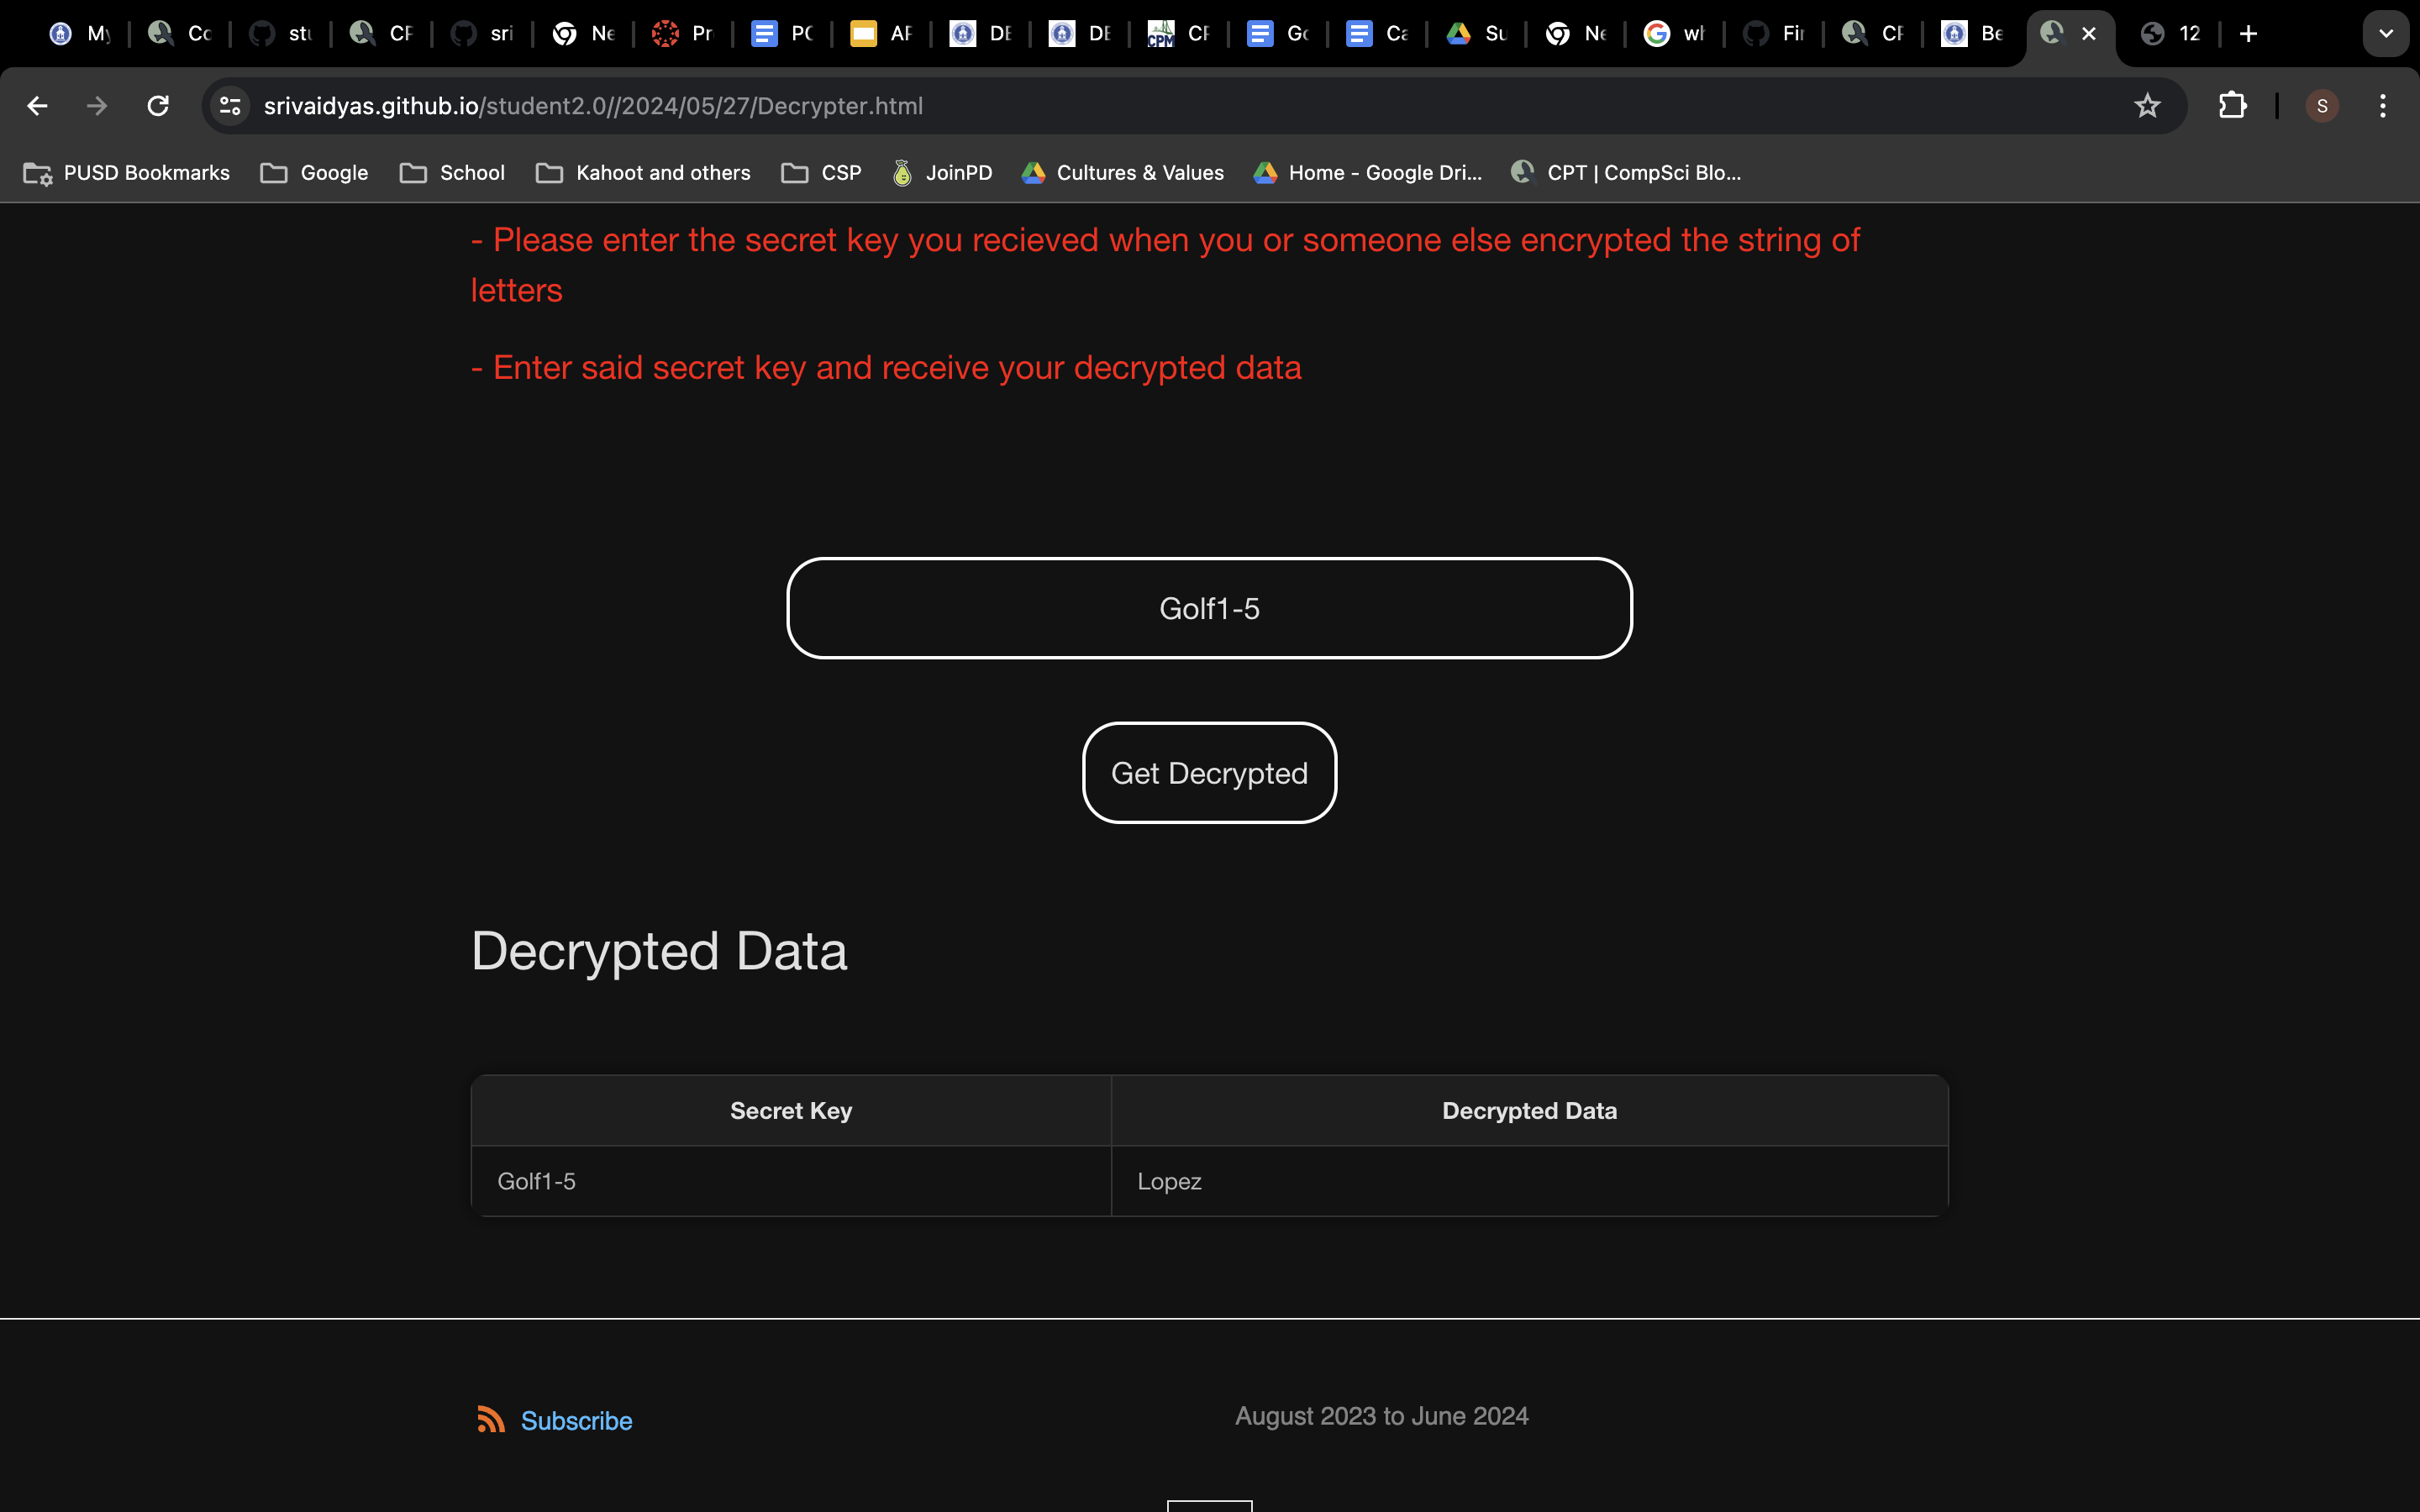 My Co stu CF sri Ne Pr PC AF DE DE CF Go Ca Su Ne wh Fir CF Be 12
srivaidyas.github.io/student2.0//2024/05/27/Decrypter.html S
PUSD Bookmarks Google School Kahoot and others CSP JoinPD Cultures & Values Home - Google Dri... CPT | CompSci Blo...
- Please enter the secret key you recieved when you or someone else encrypted the string of
letters
- Enter said secret key and receive your decrypted data
Golf1-5
Get Decrypted
Decrypted Data
Secret Key Decrypted Data
Golf1-5 Lopez
Subscribe August 2023 to June 2024